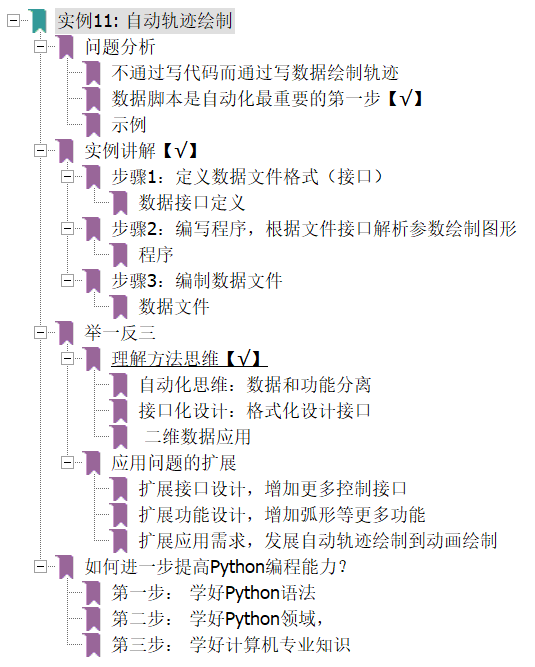 实例11: 自动轨迹绘制
问题分析
不通过写代码而通过写数据绘制轨迹
数据脚本是自动化最重要的第一步【√】
示例
实例讲解【√】
步骤1：定义数据文件格式（接口）
数据接口定义
步骤2：编写程序，根据文件接口解析参数绘制图形
程序
步骤3：编制数据文件
数据文件
举一反三
理解方法思维【√】
自动化思维：数据和功能分离
接口化设计：格式化设计接口
二维数据应用
应用问题的扩展
扩展接口设计，增加更多控制接口
扩展功能设计，增加弧形等更多功能
扩展应用需求，发展自动轨迹绘制到动画绘制
如何进一步提高Python编程能力？
第一步： 学好Python语法
第二步： 学好Python领域，
第三步： 学好计算机专业知识